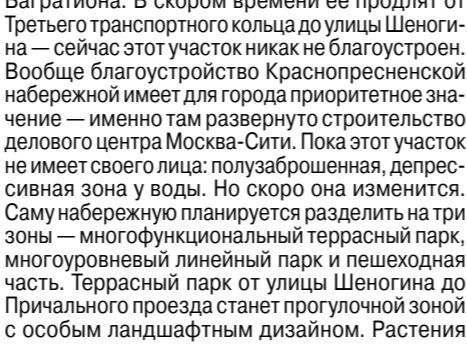 Багратиона. В скором времени ее продлят от
Третьего транспортного кольца до улицы Шеноги-
на — сейчас этот участок никак не благоустроен.
Вообще благоустройство Краснопресненской
набережной имеет для города приоритетное зна-
чение — именно там развернуто строительство
делового центра Москва-Сити. Пока этот участок
не имеет своего лица: полузаброшенная, депрес-
сивная зона у воды. Но скоро она изменится.
Саму набережную планируется разделить на три
зоны — многофункциональный террасный парк,
многоуровневый линейный парк и пешеходная
часть. Террасный парк от улицы Шеногина до
Причального проезда станет прогулочной зоной
с особым ландшафтным дизайном. Растения